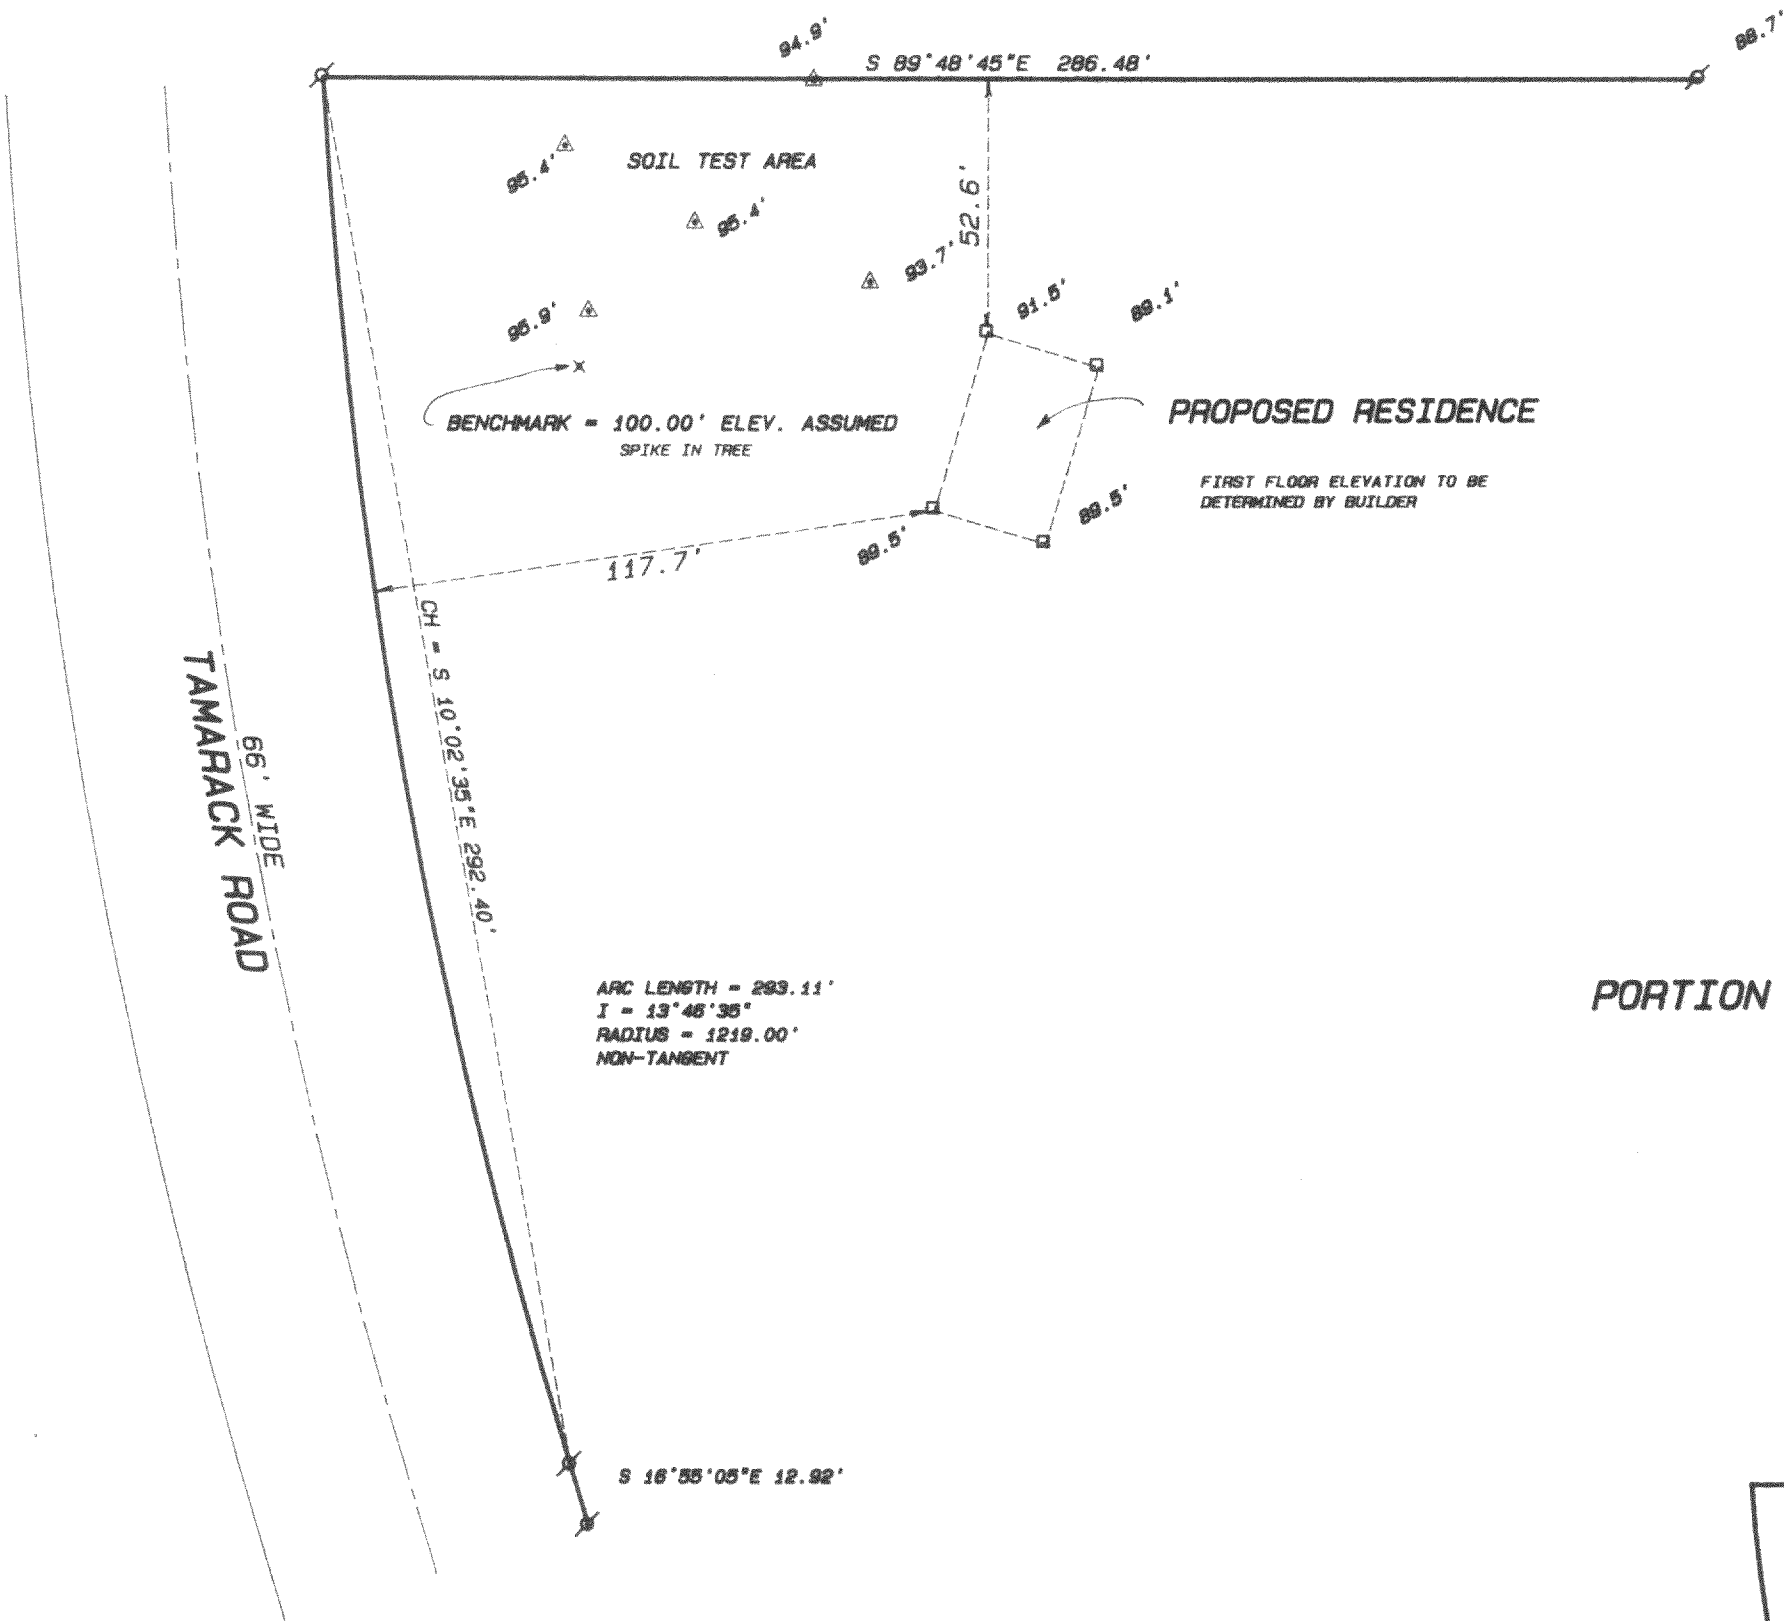 94.9'
88.7'
S 89°48'45"E 286.48'
95.4'
SOIL TEST AREA
95.4'
52.6'
93.7'
95.9'
91.5'
89.1'
BENCHMARK = 100.00' ELEV. ASSUMED
SPIKE IN TREE
PROPOSED RESIDENCE
FIRST FLOOR ELEVATION TO BE
DETERMINED BY BUILDER
89.5'
89.5'
117.7'
CH = S 10°02'35"E 292.40'
66' WIDE
TAMARACK ROAD
ARC LENGTH = 293.11'
I = 13°46'36"
RADIUS = 1219.00'
NON-TANGENT
PORTION
S 16°55'05"E 12.92'